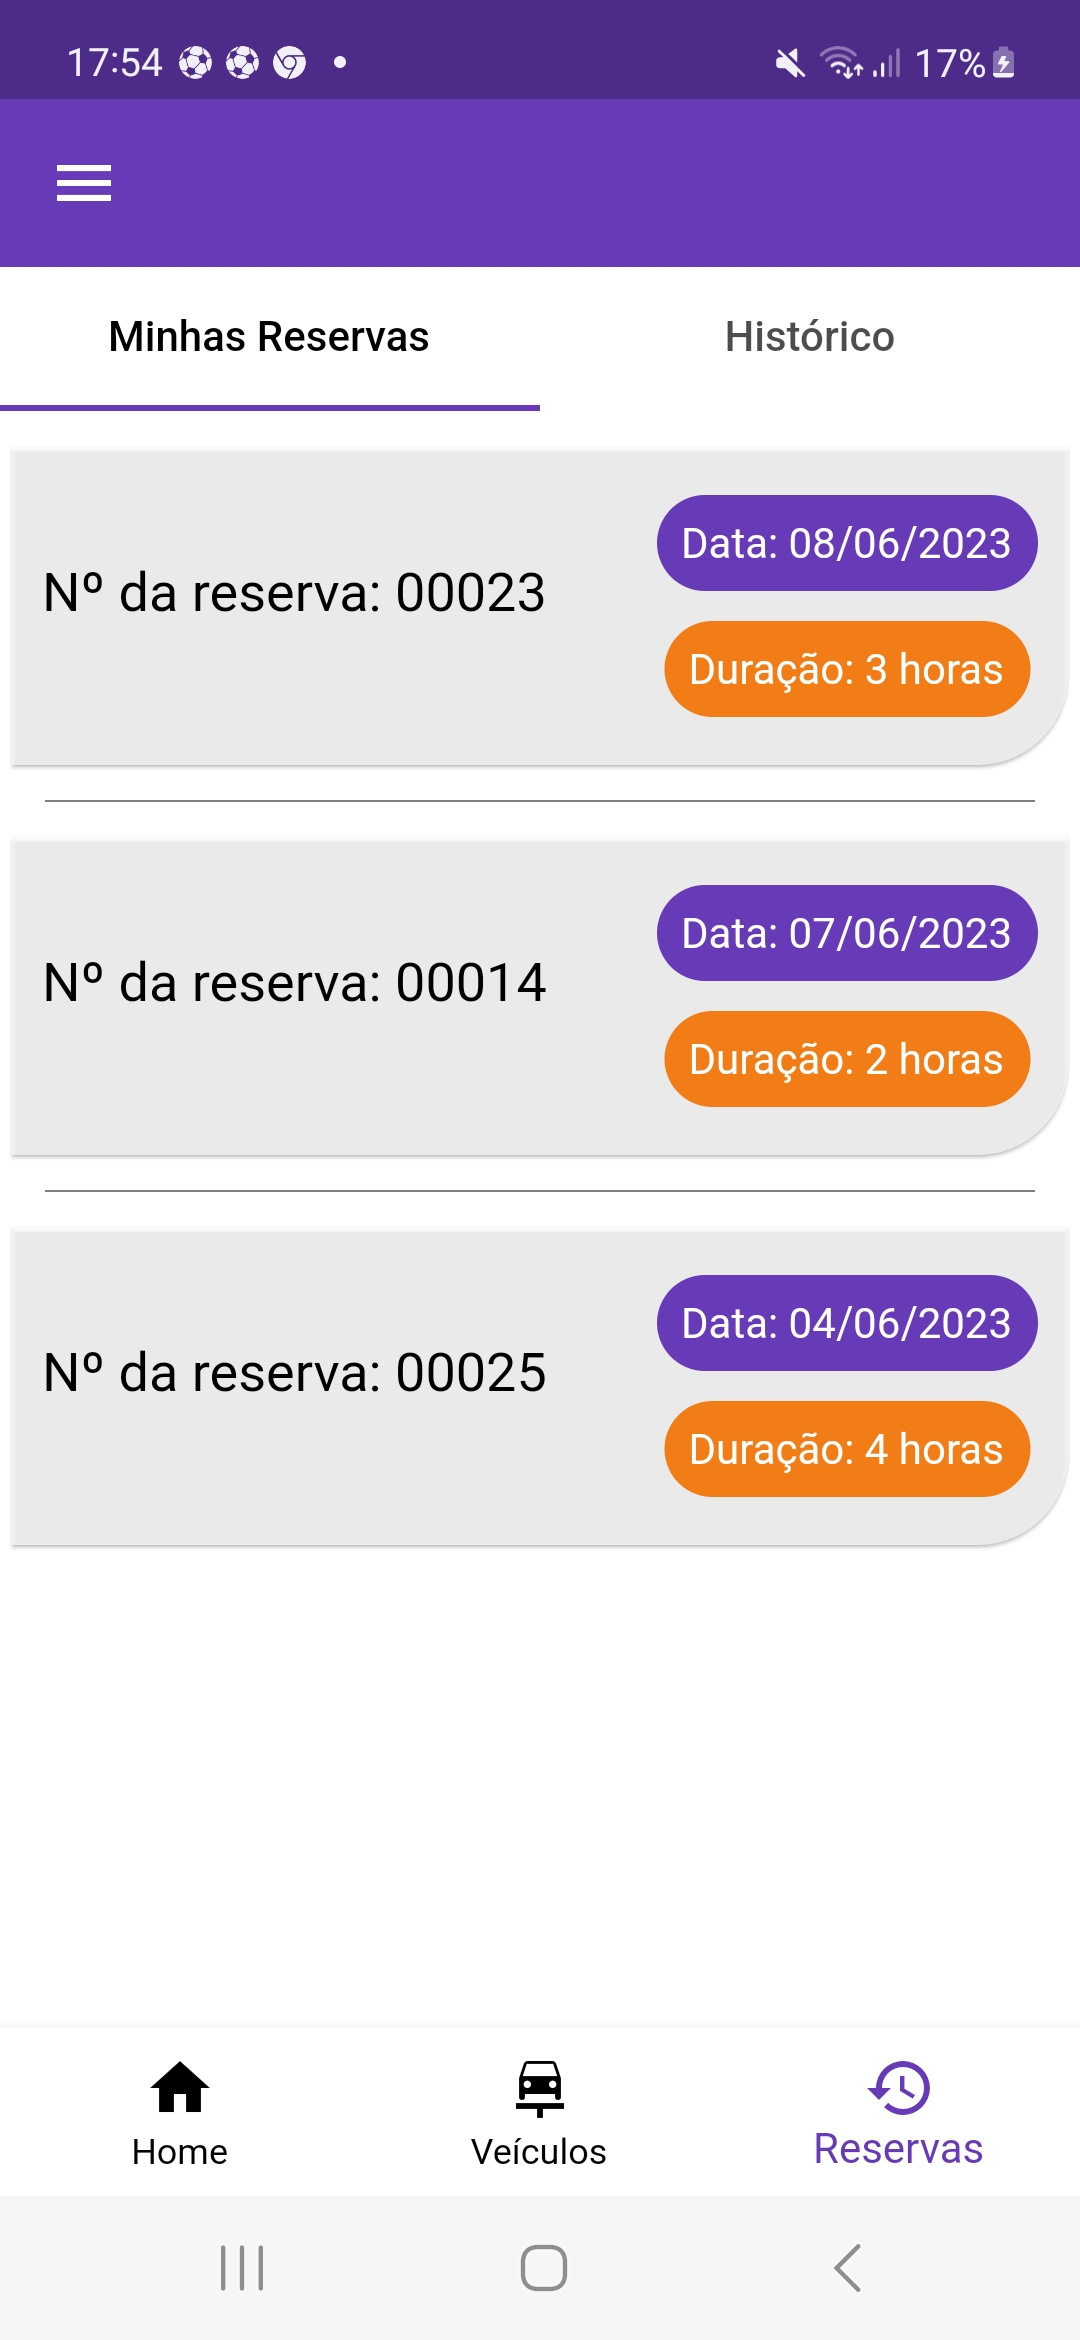 17:54
17%
Minhas Reservas
Histórico
Nº da reserva: 00023
Data: 08/06/2023
Duração: 3 horas
Nº da reserva: 00014
Data: 07/06/2023
Duração: 2 horas
Nº da reserva: 00025
Data: 04/06/2023
Duração: 4 horas
Home
Veículos
Reservas